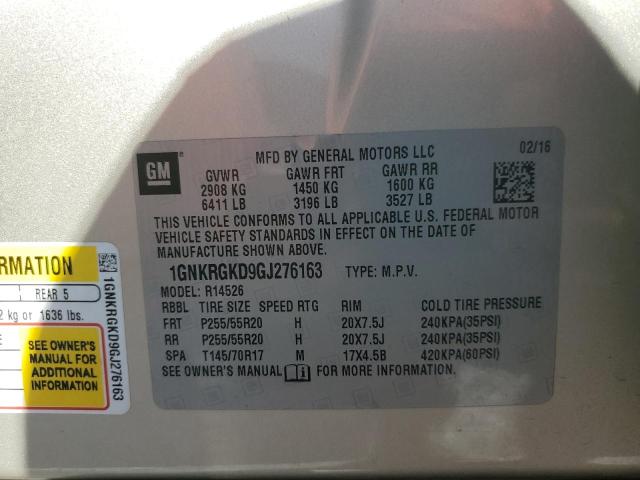 GM
MFD BY GENERAL MOTORS LLC
02/16
GVWR GAWR FRT GAWR RR
2908 KG 1450 KG 1600 KG
6411 LB 3196 LB 3527 LB
THIS VEHICLE CONFORMS TO ALL APPLICABLE U.S. FEDERAL MOTOR
VEHICLE SAFETY STANDARDS IN EFFECT ON THE DATE OF
MANUFACTURE SHOWN ABOVE.
1GNKRGKD9GJ276163 TYPE: M.P.V.
MODEL: R14526
RBBL TIRE SIZE SPEED RTG RIM COLD TIRE PRESSURE
FRT P255/55R20 H 20X7.5J 240KPA(35PSI)
RR P255/55R20 H 20X7.5J 240KPA(35PSI)
SPA T145/70R17 M 17X4.5B 420KPA(60PSI)
SEE OWNER'S MANUAL FOR MORE INFORMATION.
REAR 5
kg or 1636 lbs.
SEE OWNER'S
MANUAL FOR
ADDITIONAL
INFORMATION
1GNKRGKD9GJ276163